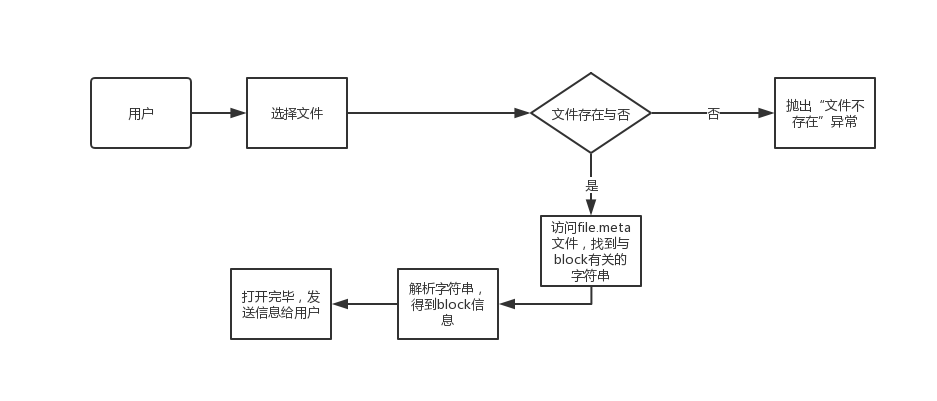 用户
选择文件
文件存在与否
否
抛出“文件不
存在”异常
是
访问file.meta
文件，找到与
block有关的
字符串
解析字符串，
得到block信
息
打开完毕，发
送信息给用户